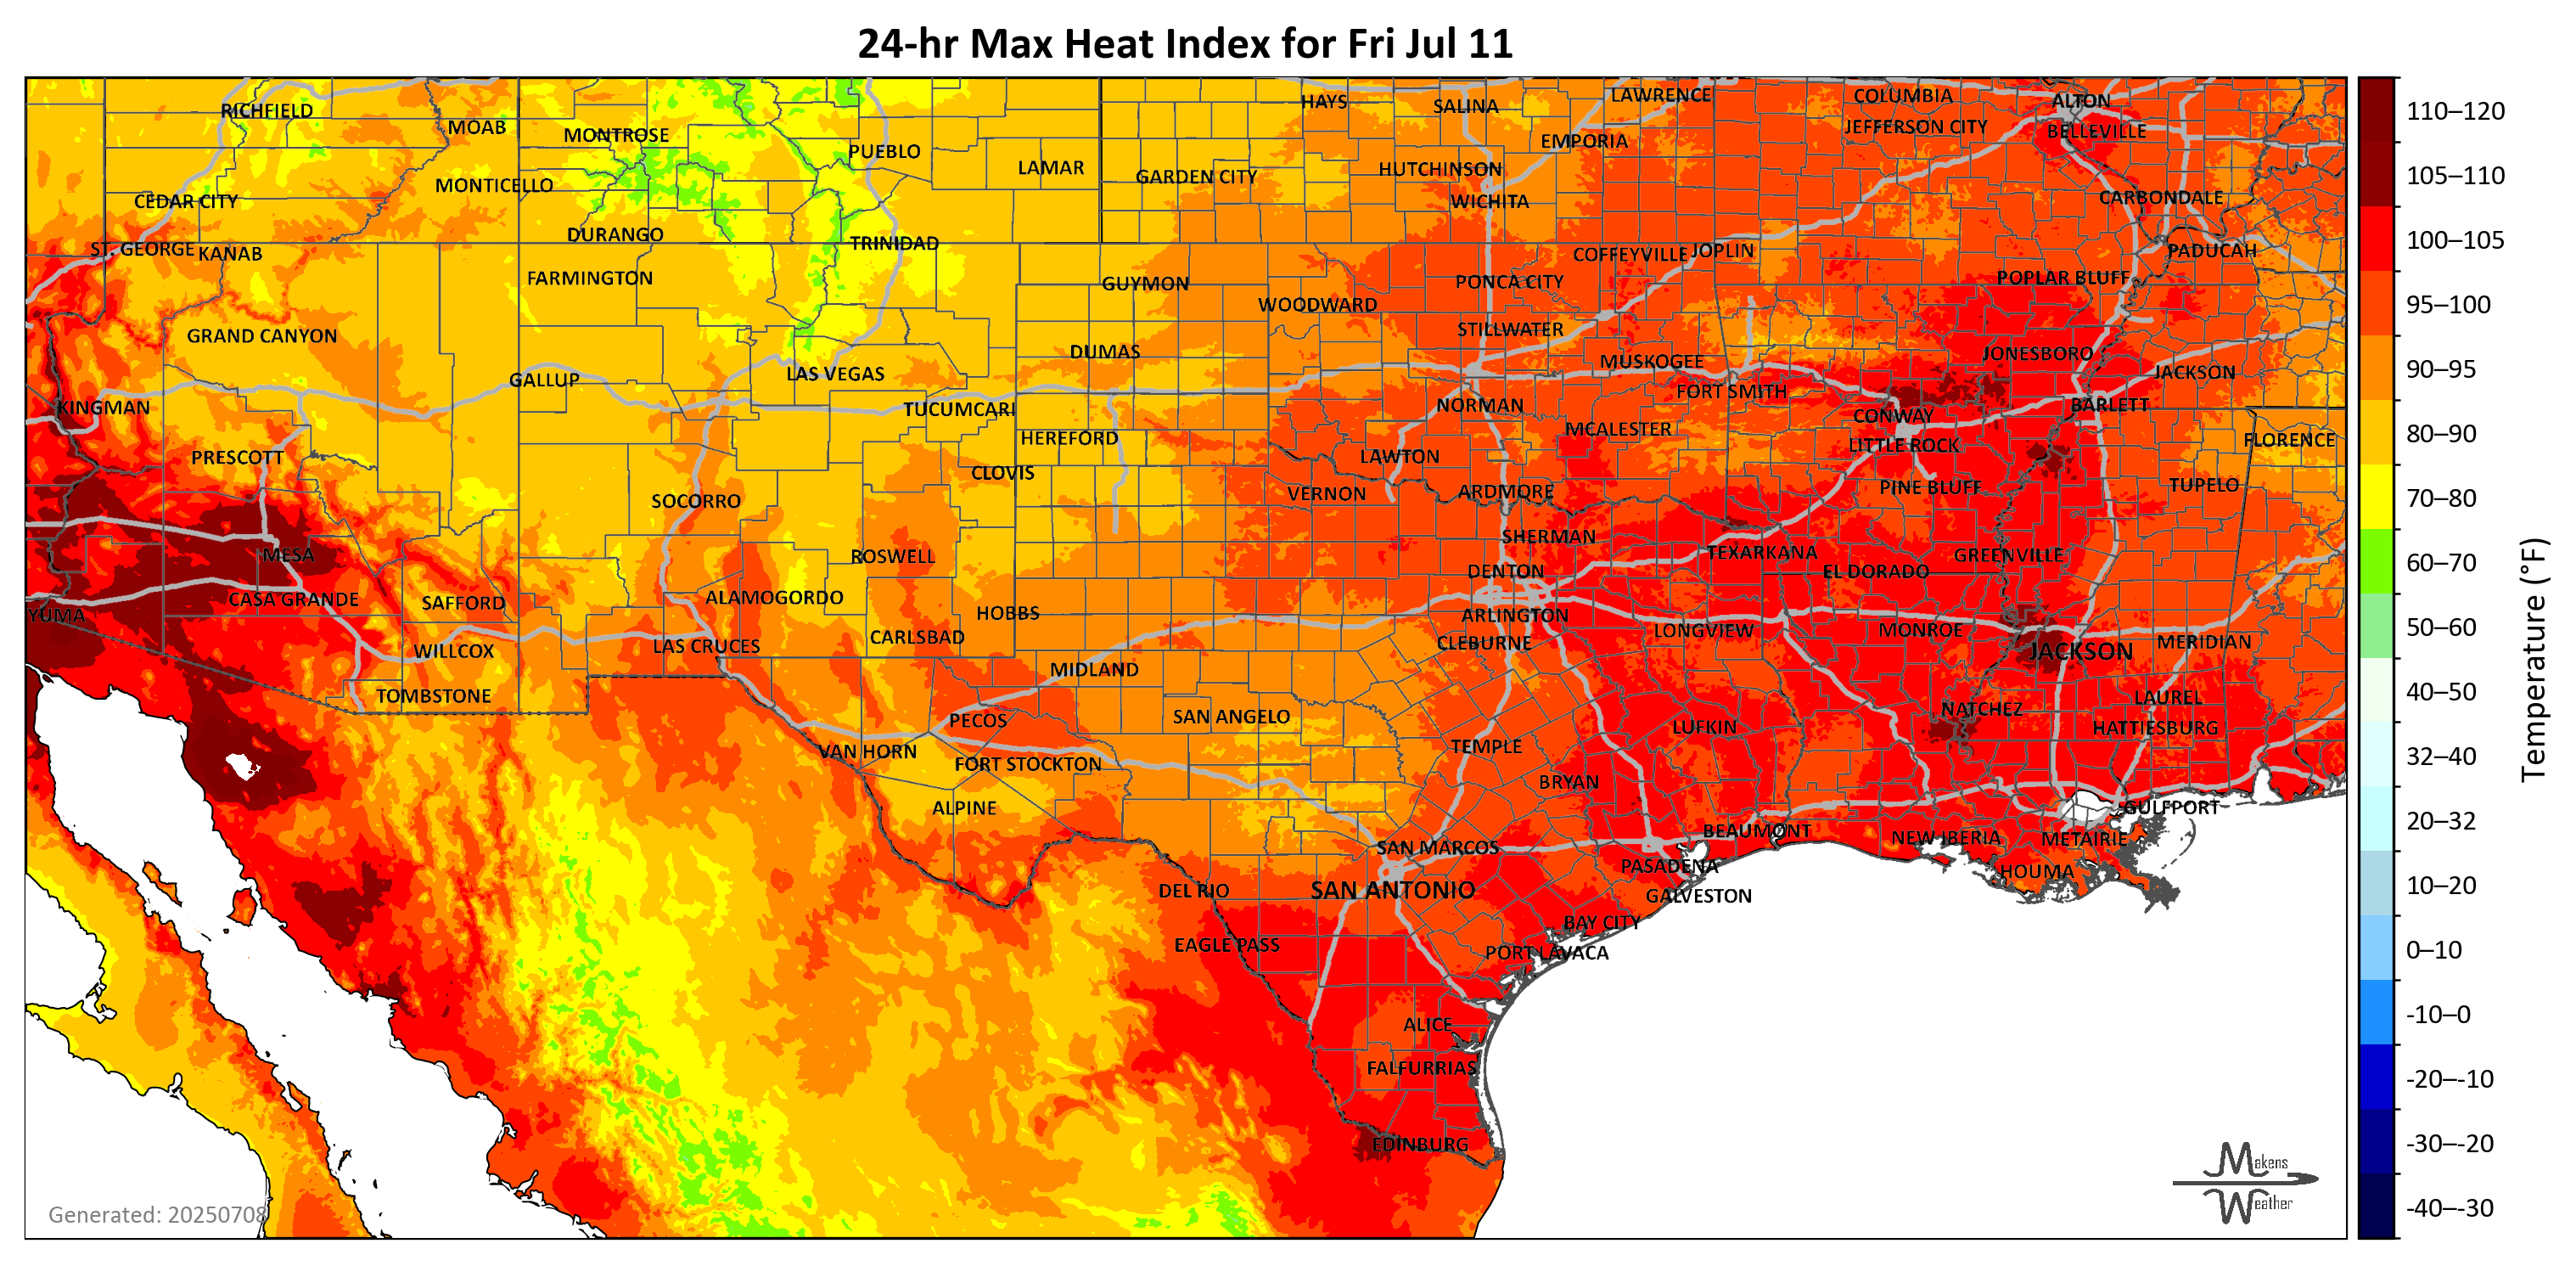 24-hr Max Heat Index for Fri Jul 11
RICHFIELD
MOAB
MONTROSE
PUEBLO
LAMAR
HAYS
SALINA
LAWRENCE
COLUMBIA
ALTON
EMPORIA
JEFFERSON CITY
BELLEVILLE
CEDAR CITY
MONTICELLO
GARDEN CITY
HUTCHINSON
WICHITA
CARBONDALE
ST. GEORGE
KANAB
DURANGO
TRINIDAD
COFFEYVILLE
JOPLIN
PADUCAH
FARMINGTON
GUYMON
WOODWARD
PONCA CITY
POPLAR BLUFF
GRAND CANYON
STILLWATER
DUMAS
MUSKOGEE
JONESBORO
GALLUP
LAS VEGAS
FORT SMITH
JACKSON
KINGMAN
TUCUMCARI
NORMAN
CONWAY
BARLETT
PRESCOTT
HEREFORD
MCALESTER
LITTLE ROCK
FLORENCE
CLOVIS
LAWTON
SOCORRO
VERNON
ARDMORE
PINE BLUFF
TUPELO
MESA
ROSWELL
SHERMAN
TEXARKANA
GREENVILLE
DENTON
EL DORADO
YUMA
CASA GRANDE
SAFFORD
ALAMOGORDO
HOBBS
ARLINGTON
WILLCOX
LAS CRUCES
CARLSBAD
CLEBURNE
LONGVIEW
MONROE
JACKSON
MERIDIAN
TOMBSTONE
MIDLAND
LAUREL
PECOS
SAN ANGELO
NATCHEZ
LUFKIN
HATTIESBURG
VAN HORN
FORT STOCKTON
TEMPLE
BRYAN
ALPINE
GULFPORT
SAN MARCOS
BEAUMONT
NEW IBERIA
METAIRIE
DEL RIO
SAN ANTONIO
PASADENA
GALVESTON
HOUMA
EAGLE PASS
BAY CITY
PORT LAVACA
ALICE
FALFURRIAS
EDINBURG
Generated: 20250708
Makens
Weather
110–120
105–110
100–105
95–100
90–95
80–90
70–80
60–70
50–60
40–50
32–40
20–32
10–20
0–10
-10–0
-20–-10
-30–-20
-40–-30
Temperature (°F)